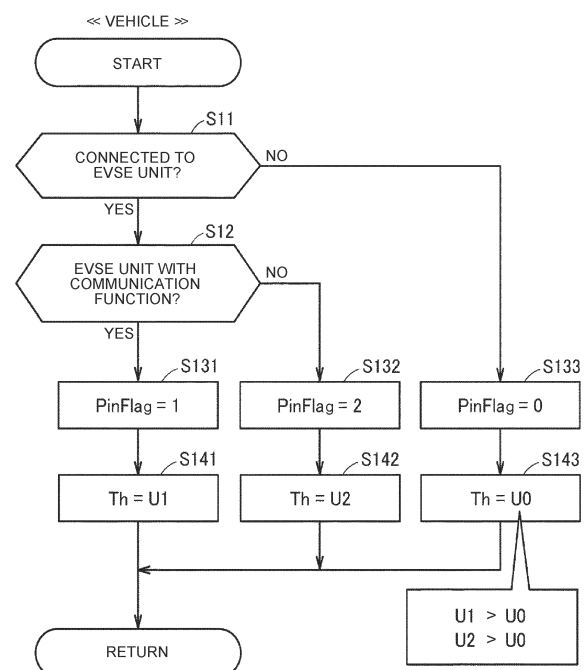 << VEHICLE >>
START
S11
CONNECTED TO
EVSE UNIT?
NO
YES
S12
EVSE UNIT WITH
COMMUNICATION
FUNCTION?
NO
YES
S131
S132
S133
PinFlag = 1
PinFlag = 2
PinFlag = 0
S141
S142
S143
Th = U1
Th = U2
Th = U0
U1 > U0
U2 > U0
RETURN